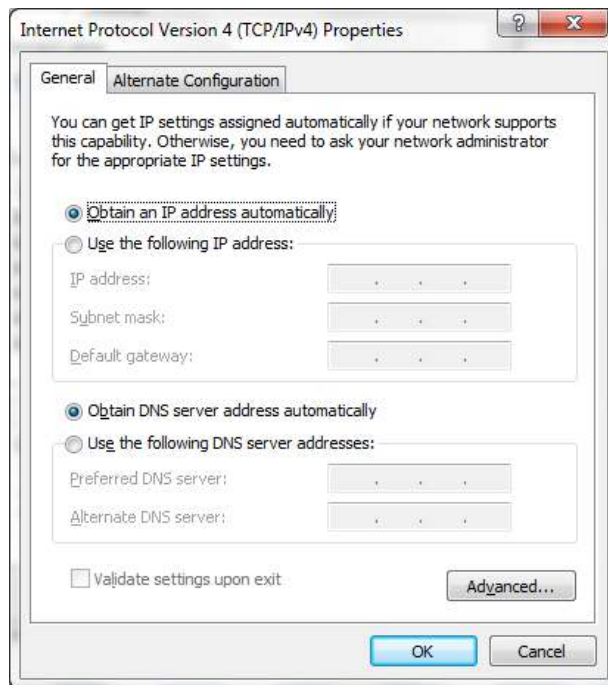 Internet Protocol Version 4 (TCP/IPv4) Properties
General
Alternate Configuration
You can get IP settings assigned automatically if your network supports
this capability. Otherwise, you need to ask your network administrator
for the appropriate IP settings.
Obtain an IP address automatically
Use the following IP address:
IP address:
. . .
Subnet mask:
. . .
Default gateway:
. . .
Obtain DNS server address automatically
Use the following DNS server addresses:
Preferred DNS server:
. . .
Alternate DNS server:
. . .
Validate settings upon exit
Advanced...
OK
Cancel